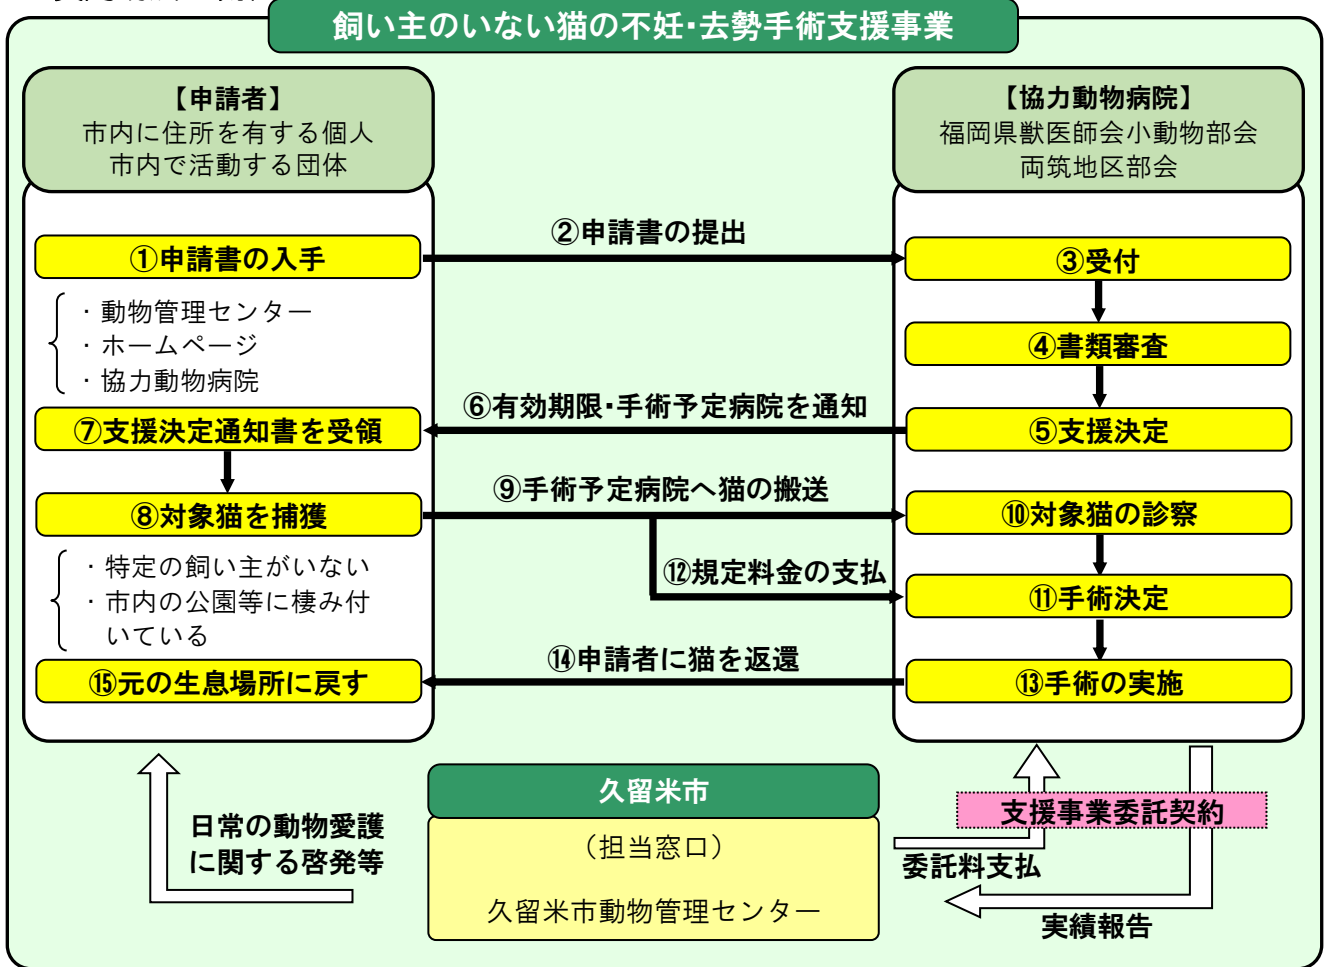 飼い主のいない猫の不妊・去勢手術支援事業
【申請者】
市内に住所を有する個人
市内で活動する団体
【協力動物病院】
福岡県獣医師会小動物部会
両筑地区部会
①申請書の入手
②申請書の提出
③受付
・動物管理センター
・ホームページ
・協力動物病院
④書類審査
⑥有効期限・手術予定病院を通知
⑦支援決定通知書を受領
⑤支援決定
⑨手術予定病院へ猫の搬送
⑧対象猫を捕獲
⑩対象猫の診察
・特定の飼い主がいない
・市内の公園等に棲み付
いている
⑫規定料金の支払
⑪手術決定
⑭申請者に猫を返還
⑮元の生息場所に戻す
⑬手術の実施
久留米市
（担当窓口）
久留米市動物管理センター
日常の動物愛護
に関する啓発等
支援事業委託契約
委託料支払
実績報告